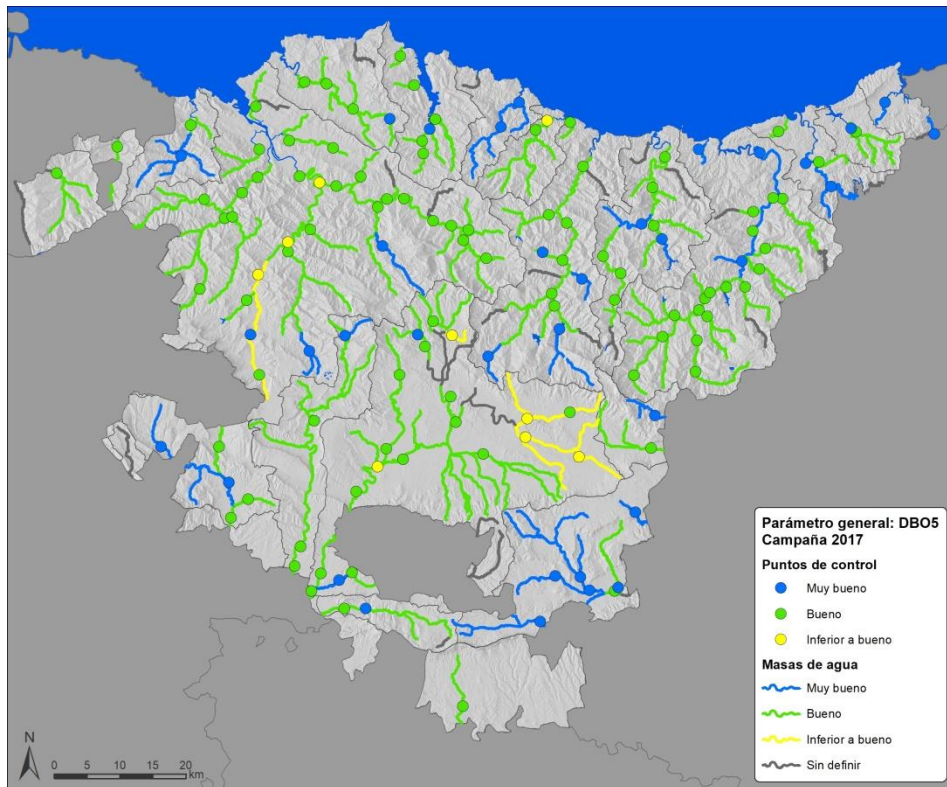 Parámetro general: DBO5
Campaña 2017
Puntos de control
Muy bueno
Bueno
Inferior a bueno
Masas de agua
Muy bueno
Bueno
Inferior a bueno
Sin definir
N
0 5 10 15 20
km